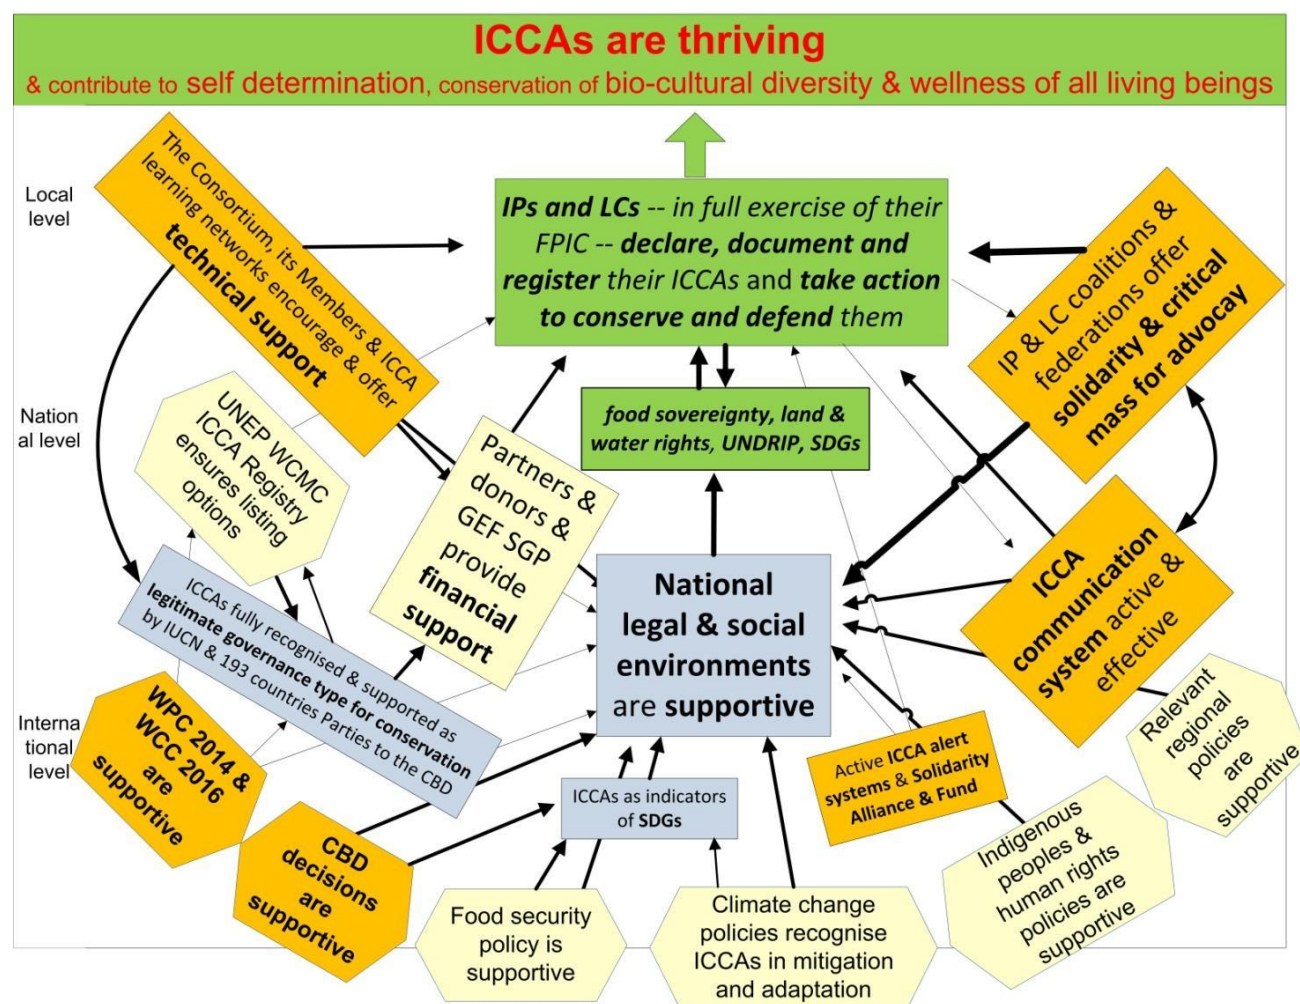 ICCAs are thriving
& contribute to self determination, conservation of bio-cultural diversity & wellness of all living beings
Local
level
The Consortium, its Members & ICCA
learning networks encourage & offer
technical support
IPs and LCs -- in full exercise of their
FPIC -- declare, document and
register their ICCAs and take action
to conserve and defend them
IP & LC coalitions &
federations offer
solidarity & critical
mass for advocay
Nation
al level
UNEP WCMC
ICCA Registry
ensures listing
options
Partners &
donors &
GEF SGP
provide
financial
support
food sovereignty, land &
water rights, UNDRIP, SDGs
ICCA
communication
system active &
effective
ICCAs fully recognised & supported as
legitimate governance type for conservation
by IUCN & 193 countries Parties to the CBD
National
legal & social
environments
are supportive
Interna
tional
level
WPC 2014 &
WCC 2016
are
supportive
CBD
decisions
are
supportive
ICCAs as indicators
of SDGs
Active ICCA alert
systems & Solidarity
Alliance & Fund
Relevant
regional
policies
are
supportive
Food security
policy is
supportive
Climate change
policies recognise
ICCAs in mitigation
and adaptation
Indigenous
peoples &
human rights
policies are
supportive